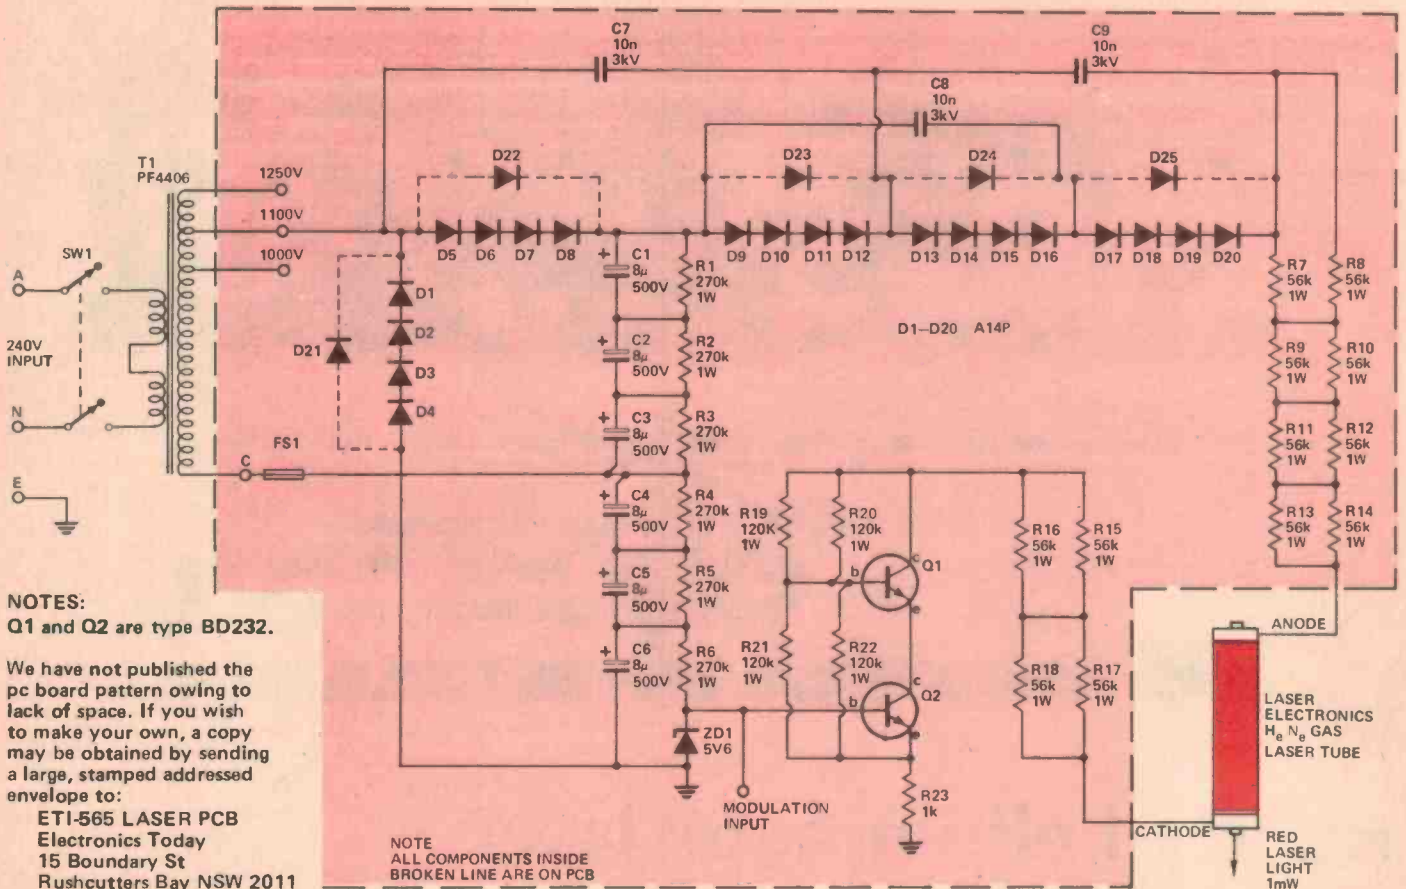 C7
10n
3kV
C9
10n
3kV
C8
10n
3kV
T1
PF4406
1250V
1100V
1000V
D22
D23
D24
D25
SW1
A
240V
INPUT
N
E
D5 D6 D7 D8
D9 D10 D11 D12
D13 D14 D15 D16
D17 D18 D19 D20
D21
D1
D2
D3
D4
D1–D20 A14P
FS1
C
+ C1
8μ
500V
R1
270k
1W
+ C2
8μ
500V
R2
270k
1W
+ C3
8μ
500V
R3
270k
1W
+ C4
8μ
500V
R4
270k
1W
+ C5
8μ
500V
R5
270k
1W
+ C6
8μ
500V
R6
270k
1W
ZD1
5V6
R7
56k
1W
R8
56k
1W
R9
56k
1W
R10
56k
1W
R11
56k
1W
R12
56k
1W
R13
56k
1W
R14
56k
1W
R19
120K
1W
R20
120k
1W
R21
120k
1W
R22
120k
1W
c
b
Q1
e
c
b
Q2
e
R16
56k
1W
R15
56k
1W
R18
56k
1W
R17
56k
1W
R23
1k
MODULATION
INPUT
ANODE
LASER
ELECTRONICS
He Ne GAS
LASER TUBE
CATHODE
RED
LASER
LIGHT
1mW
NOTES:
Q1 and Q2 are type BD232.
We have not published the
pc board pattern owing to
lack of space. If you wish
to make your own, a copy
may be obtained by sending
a large, stamped addressed
envelope to:
ETI-565 LASER PCB
Electronics Today
15 Boundary St
Rushcutters Bay NSW 2011
NOTE
ALL COMPONENTS INSIDE
BROKEN LINE ARE ON PCB